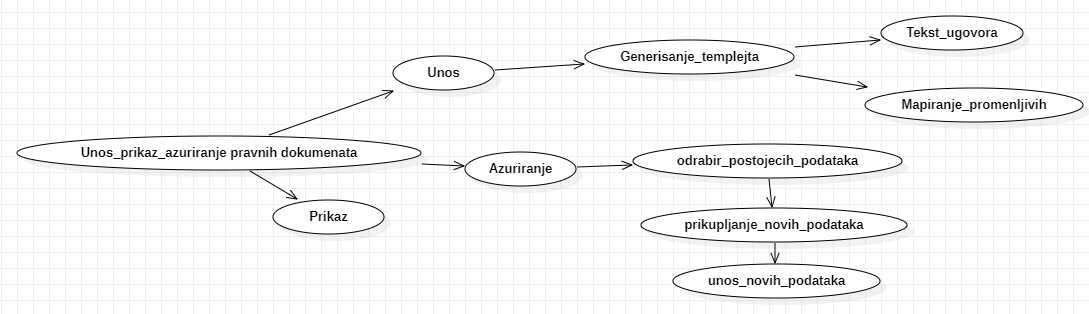 Tekst_ugovora
Generisanje_templejta
Unos
Mapiranje_promenljivih
Unos_prikaz_azuriranje pravnih dokumenata
Azuriranje
odrabir_postojecih_podataka
Prikaz
prikupljanje_novih_podataka
unos_novih_podataka